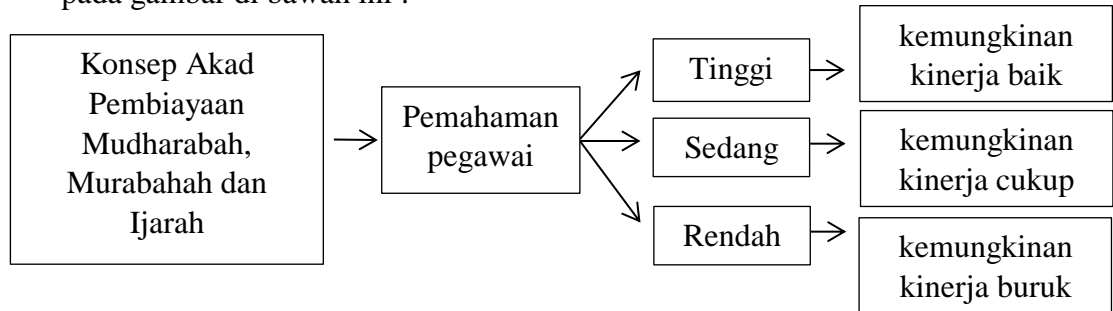 pada gambar di bawah ini :
Konsep Akad
Pembiayaan
Mudharabah,
Murabahah dan
Ijarah
Pemahaman
pegawai
Tinggi
kemungkinan
kinerja baik
Sedang
kemungkinan
kinerja cukup
Rendah
kemungkinan
kinerja buruk